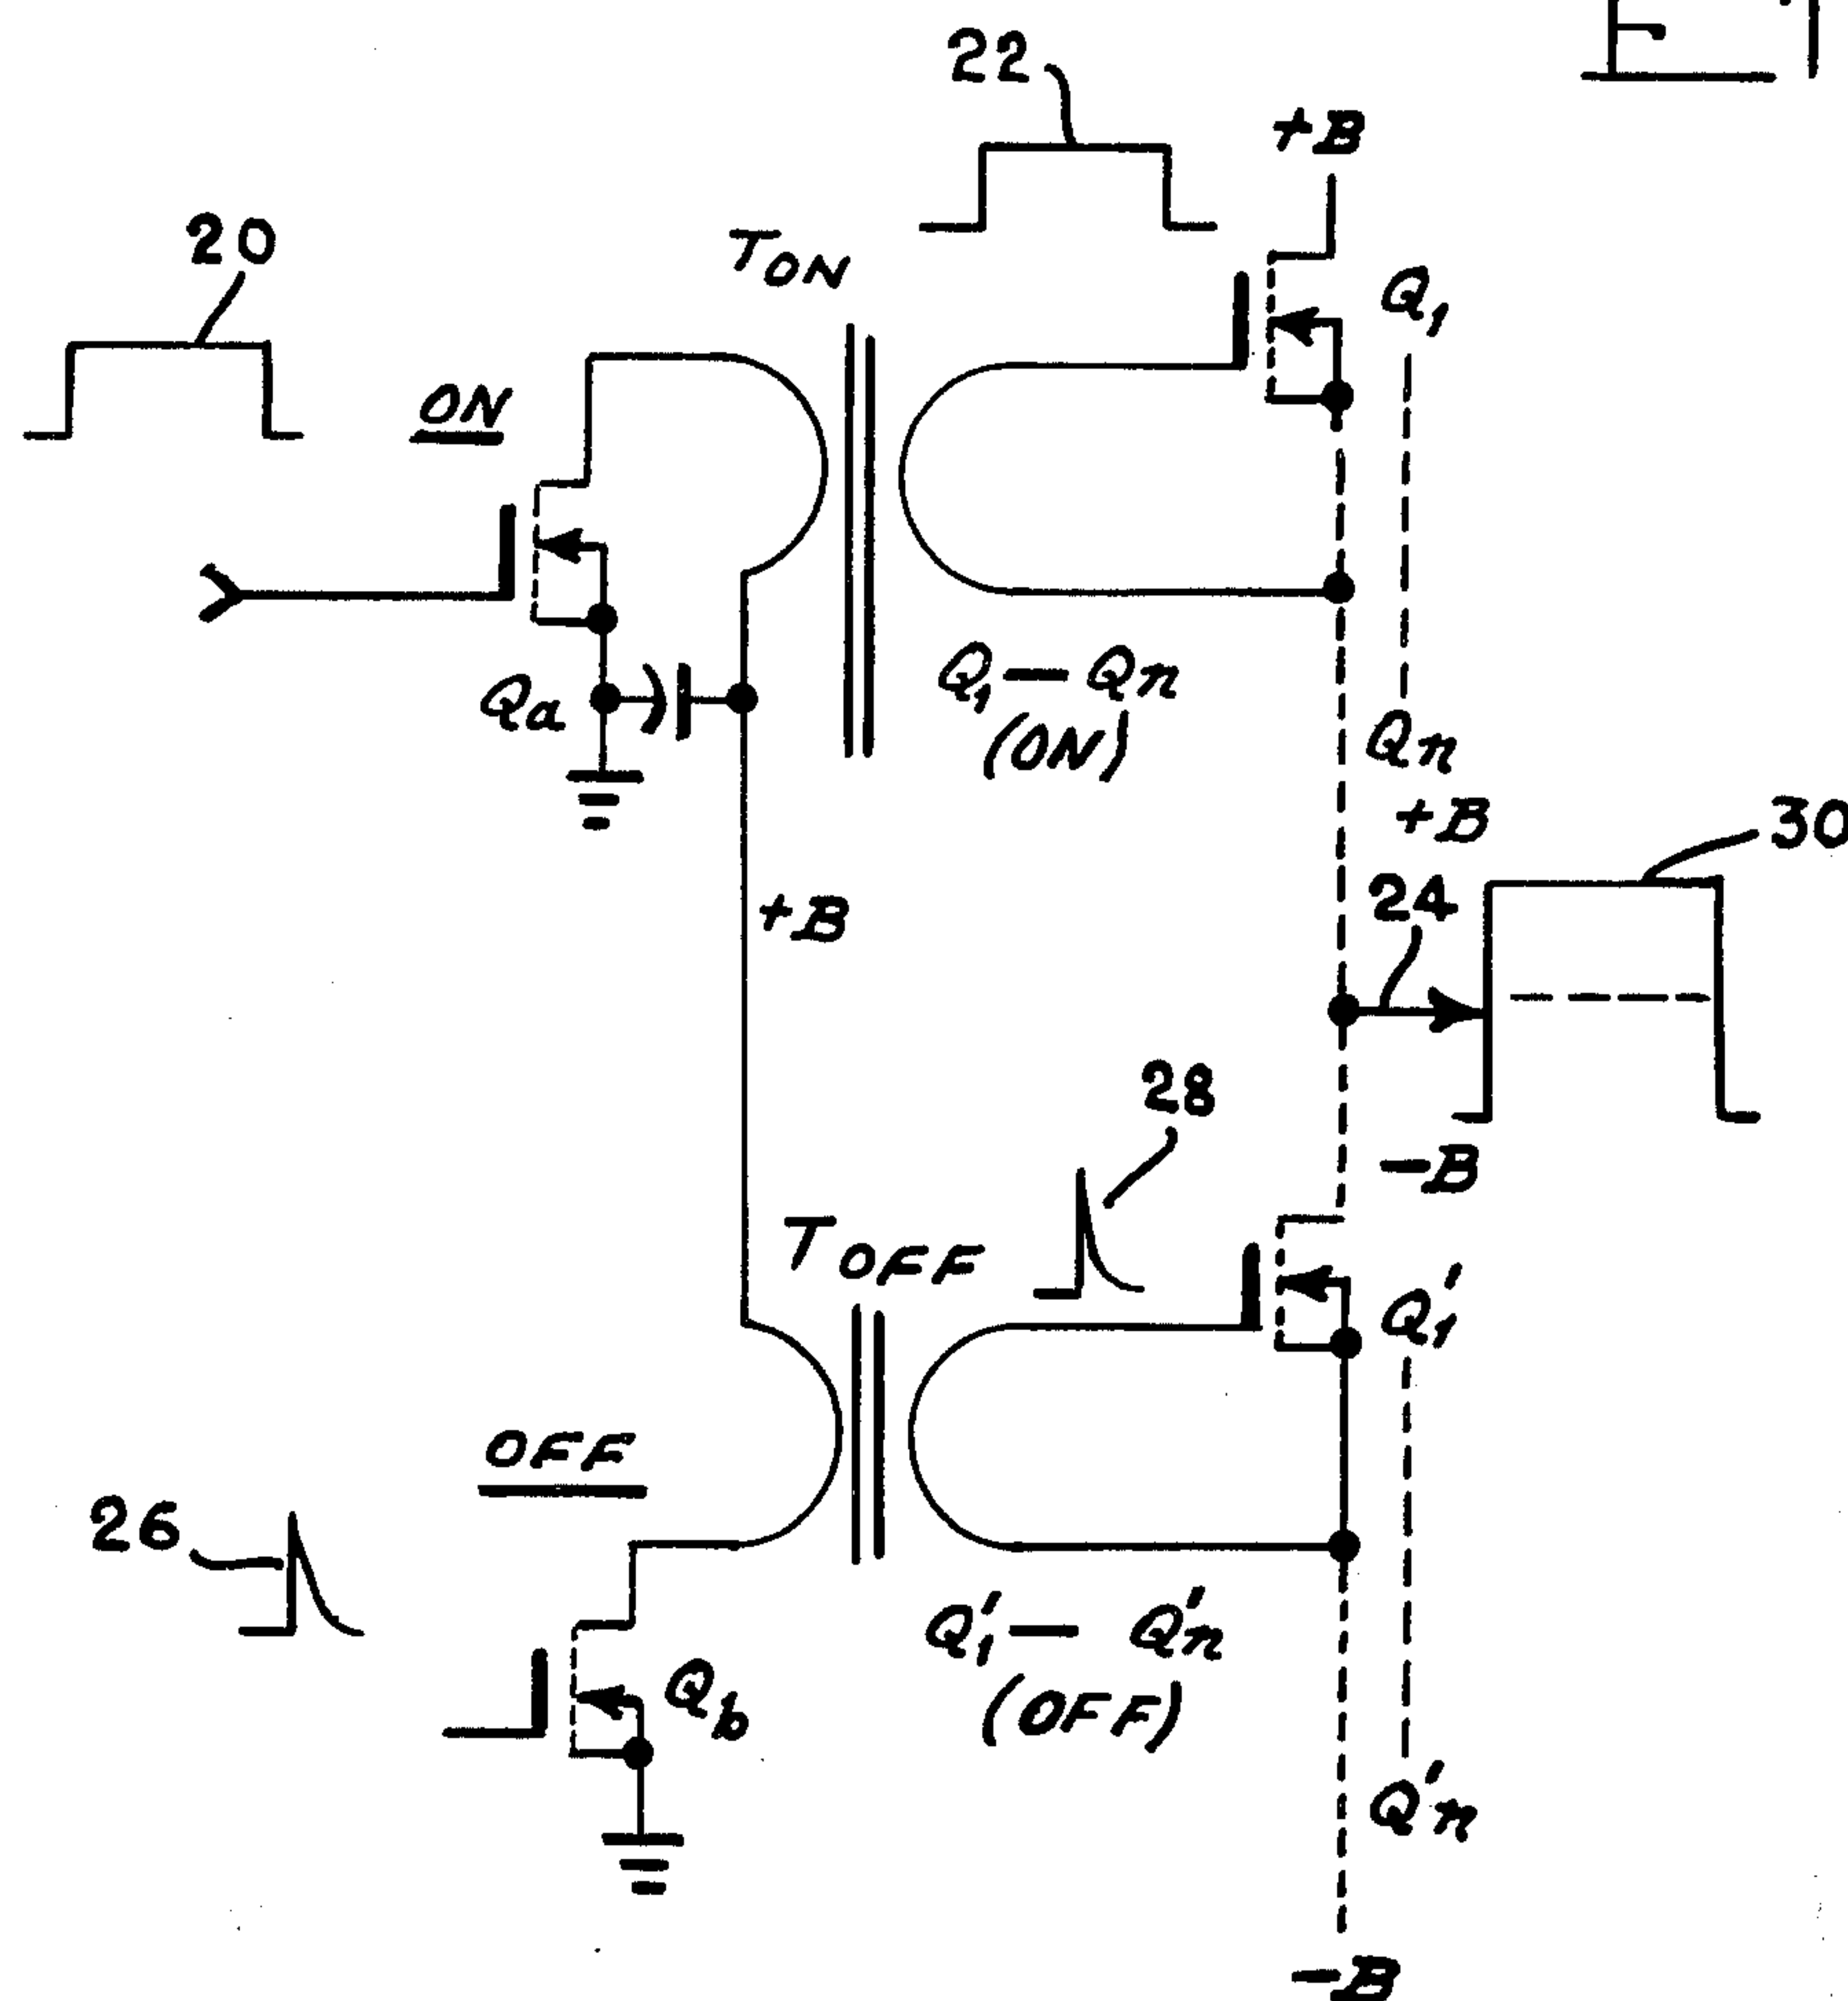 22
+B
20
TON
Q1
ON
Qa
Q1 — Qn
(ON)
Qn
+B
30
24
+B
28
-B
TOFF
Q'1
OFF
26
Q'1 — Q'n
(OFF)
Qb
Q'n
-B